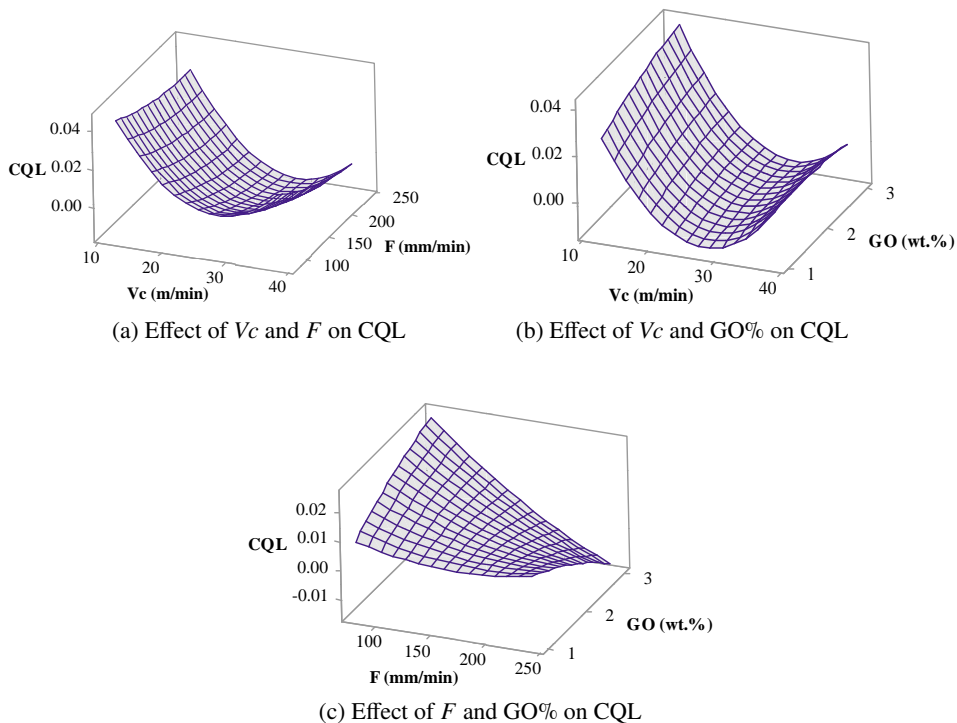 0.04
CQL
0.02
0.00
10
20
30
40
Vc (m/min)
100
150
200
250
F (mm/min)
(a) Effect of Vc and F on CQL
0.04
CQL
0.02
0.00
10
20
30
40
Vc (m/min)
1
2
3
GO (wt.%)
(b) Effect of Vc and GO% on CQL
0.02
0.01
CQL
0.00
-0.01
100
150
200
250
F (mm/min)
1
2
3
GO (wt.%)
(c) Effect of F and GO% on CQL